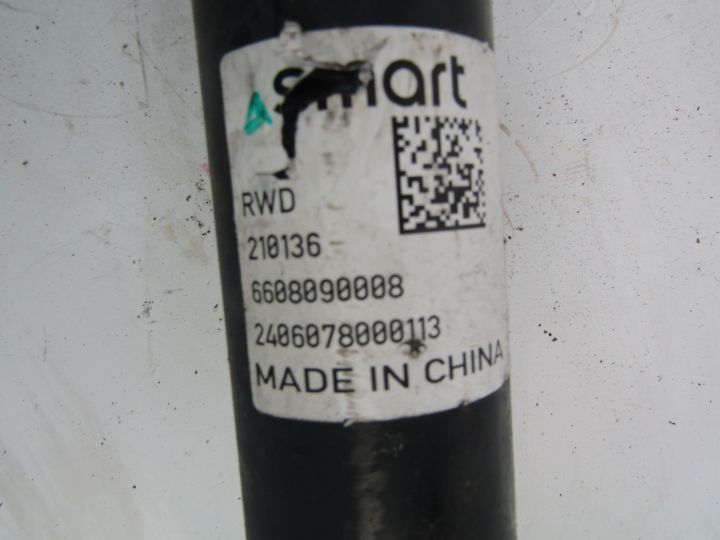 smart
RWD
210136
6608090008
2406078000113
MADE IN CHINA